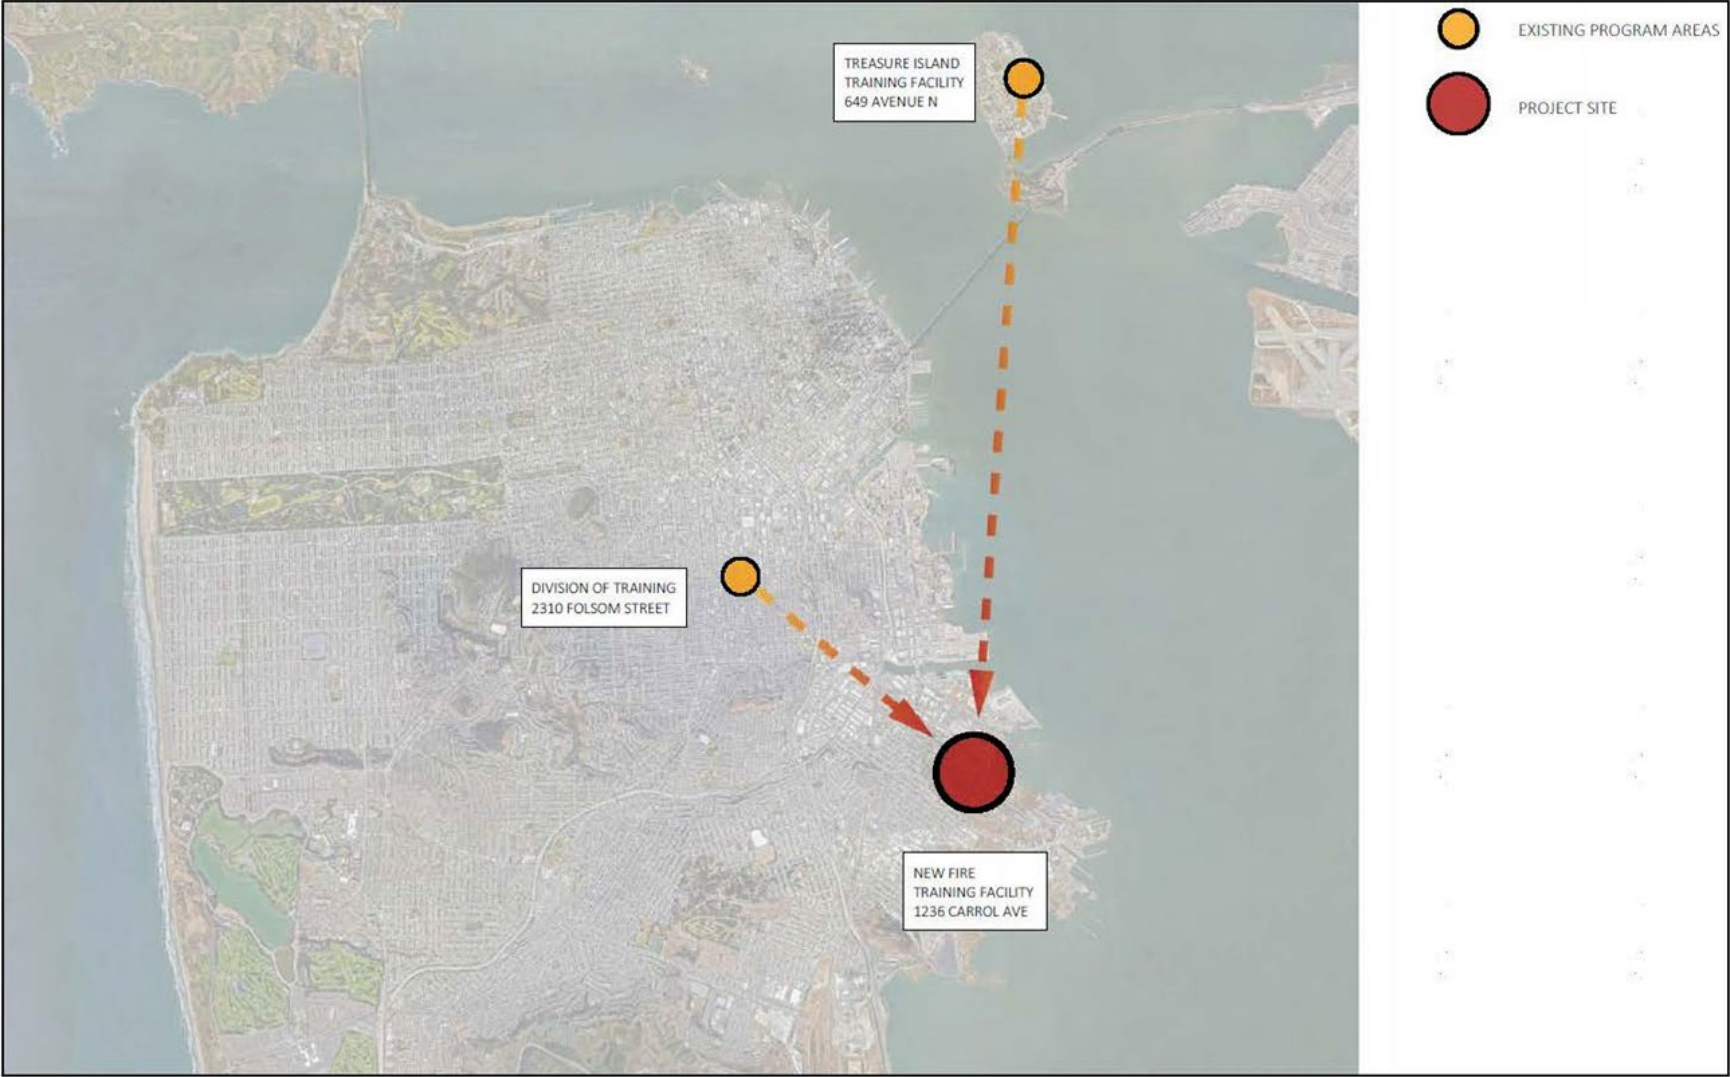 TREASURE ISLAND
TRAINING FACILITY
649 AVENUE N
EXISTING PROGRAM AREAS
PROJECT SITE
DIVISION OF TRAINING
2310 FOLSOM STREET
NEW FIRE
TRAINING FACILITY
1236 CARROL AVE